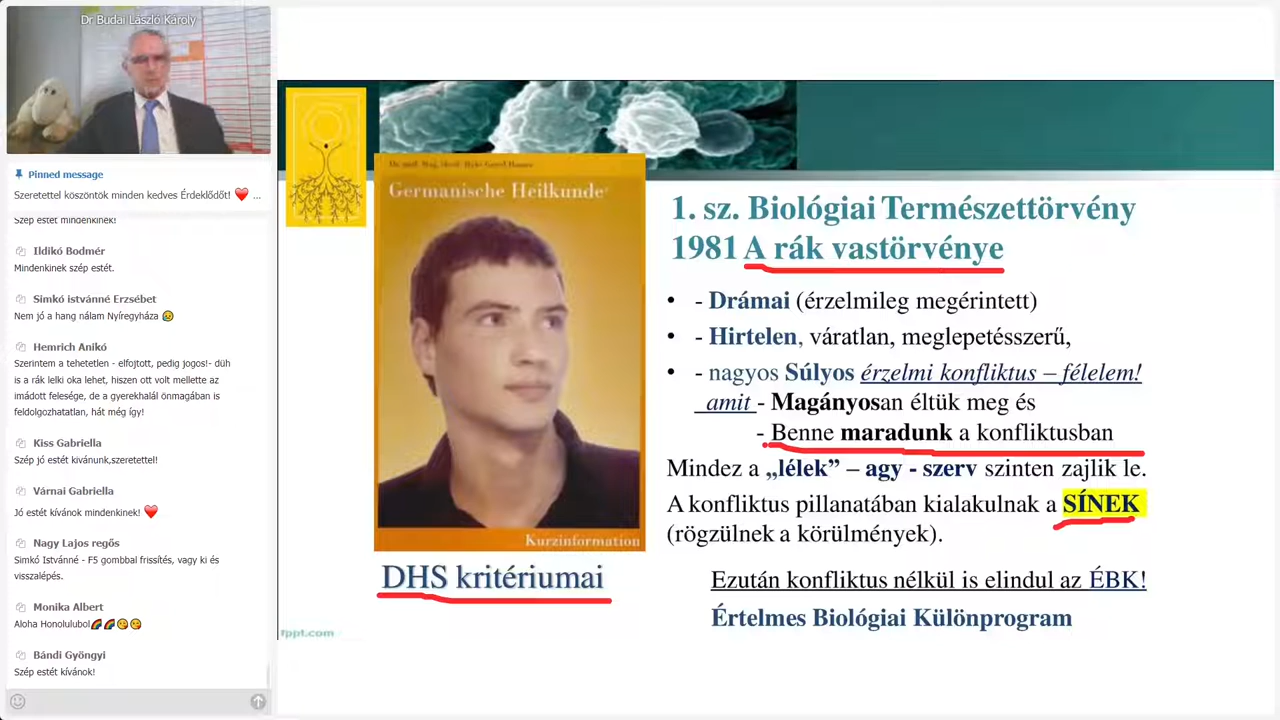 Dr Budai László Károly
Pinned message
Szeretettel köszöntök minden kedves Érdeklődőt! ❤️ ...
Szép estét mindenkinek!
Ildikó Bodmér
Mindenkinek szép estét.
Simkó istvánné Erzsébet
Nem jó a hang nálam Nyíregyháza 😥
Hemrich Anikó
Szerintem a tehetetlen - elfojtott, pedig jogos!- düh
is a rák lelki oka lehet, hiszen ott volt mellette az
imádott felesége, de a gyerekhalál önmagában is
feldolgozhatatlan, hát még így!
Kiss Gabriella
Szép jó estét kivánunk,szeretettel!
Várnai Gabriella
Jó estét kívánok mindenkinek! ❤️
Nagy Lajos regős
Simkó Istvánné - F5 gombbal frissítés, vagy ki és
visszalépés.
Monika Albert
Aloha Honolulubol🌈🌈😋😋
Bándi Gyöngyi
Szép estét kívánok!
Germanische Heilkunde
Kurzinformation
DHS kritériumai
fppt.com
1. sz. Biológiai Természettörvény
1981 A rák vastörvénye
• - Drámai (érzelmileg megérintett)
• - Hirtelen, váratlan, meglepetésszerű,
• - nagyos Súlyos érzelmi konfliktus – félelem!
amit - Magányosan éltük meg és
- Benne maradunk a konfliktusban
Mindez a „lélek” – agy - szerv szinten zajlik le.
A konfliktus pillanatában kialakulnak a SÍNEK
(rögzülnek a körülmények).
Ezután konfliktus nélkül is elindul az ÉBK!
Értelmes Biológiai Különprogram